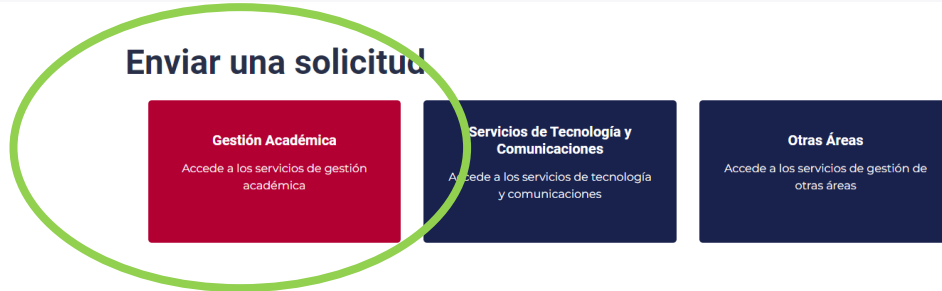 Enviar una solicitud
Gestión Académica
Accede a los servicios de gestión
académica
Servicios de Tecnología y
Comunicaciones
Accede a los servicios de tecnología
y comunicaciones
Otras Áreas
Accede a los servicios de gestión de
otras áreas